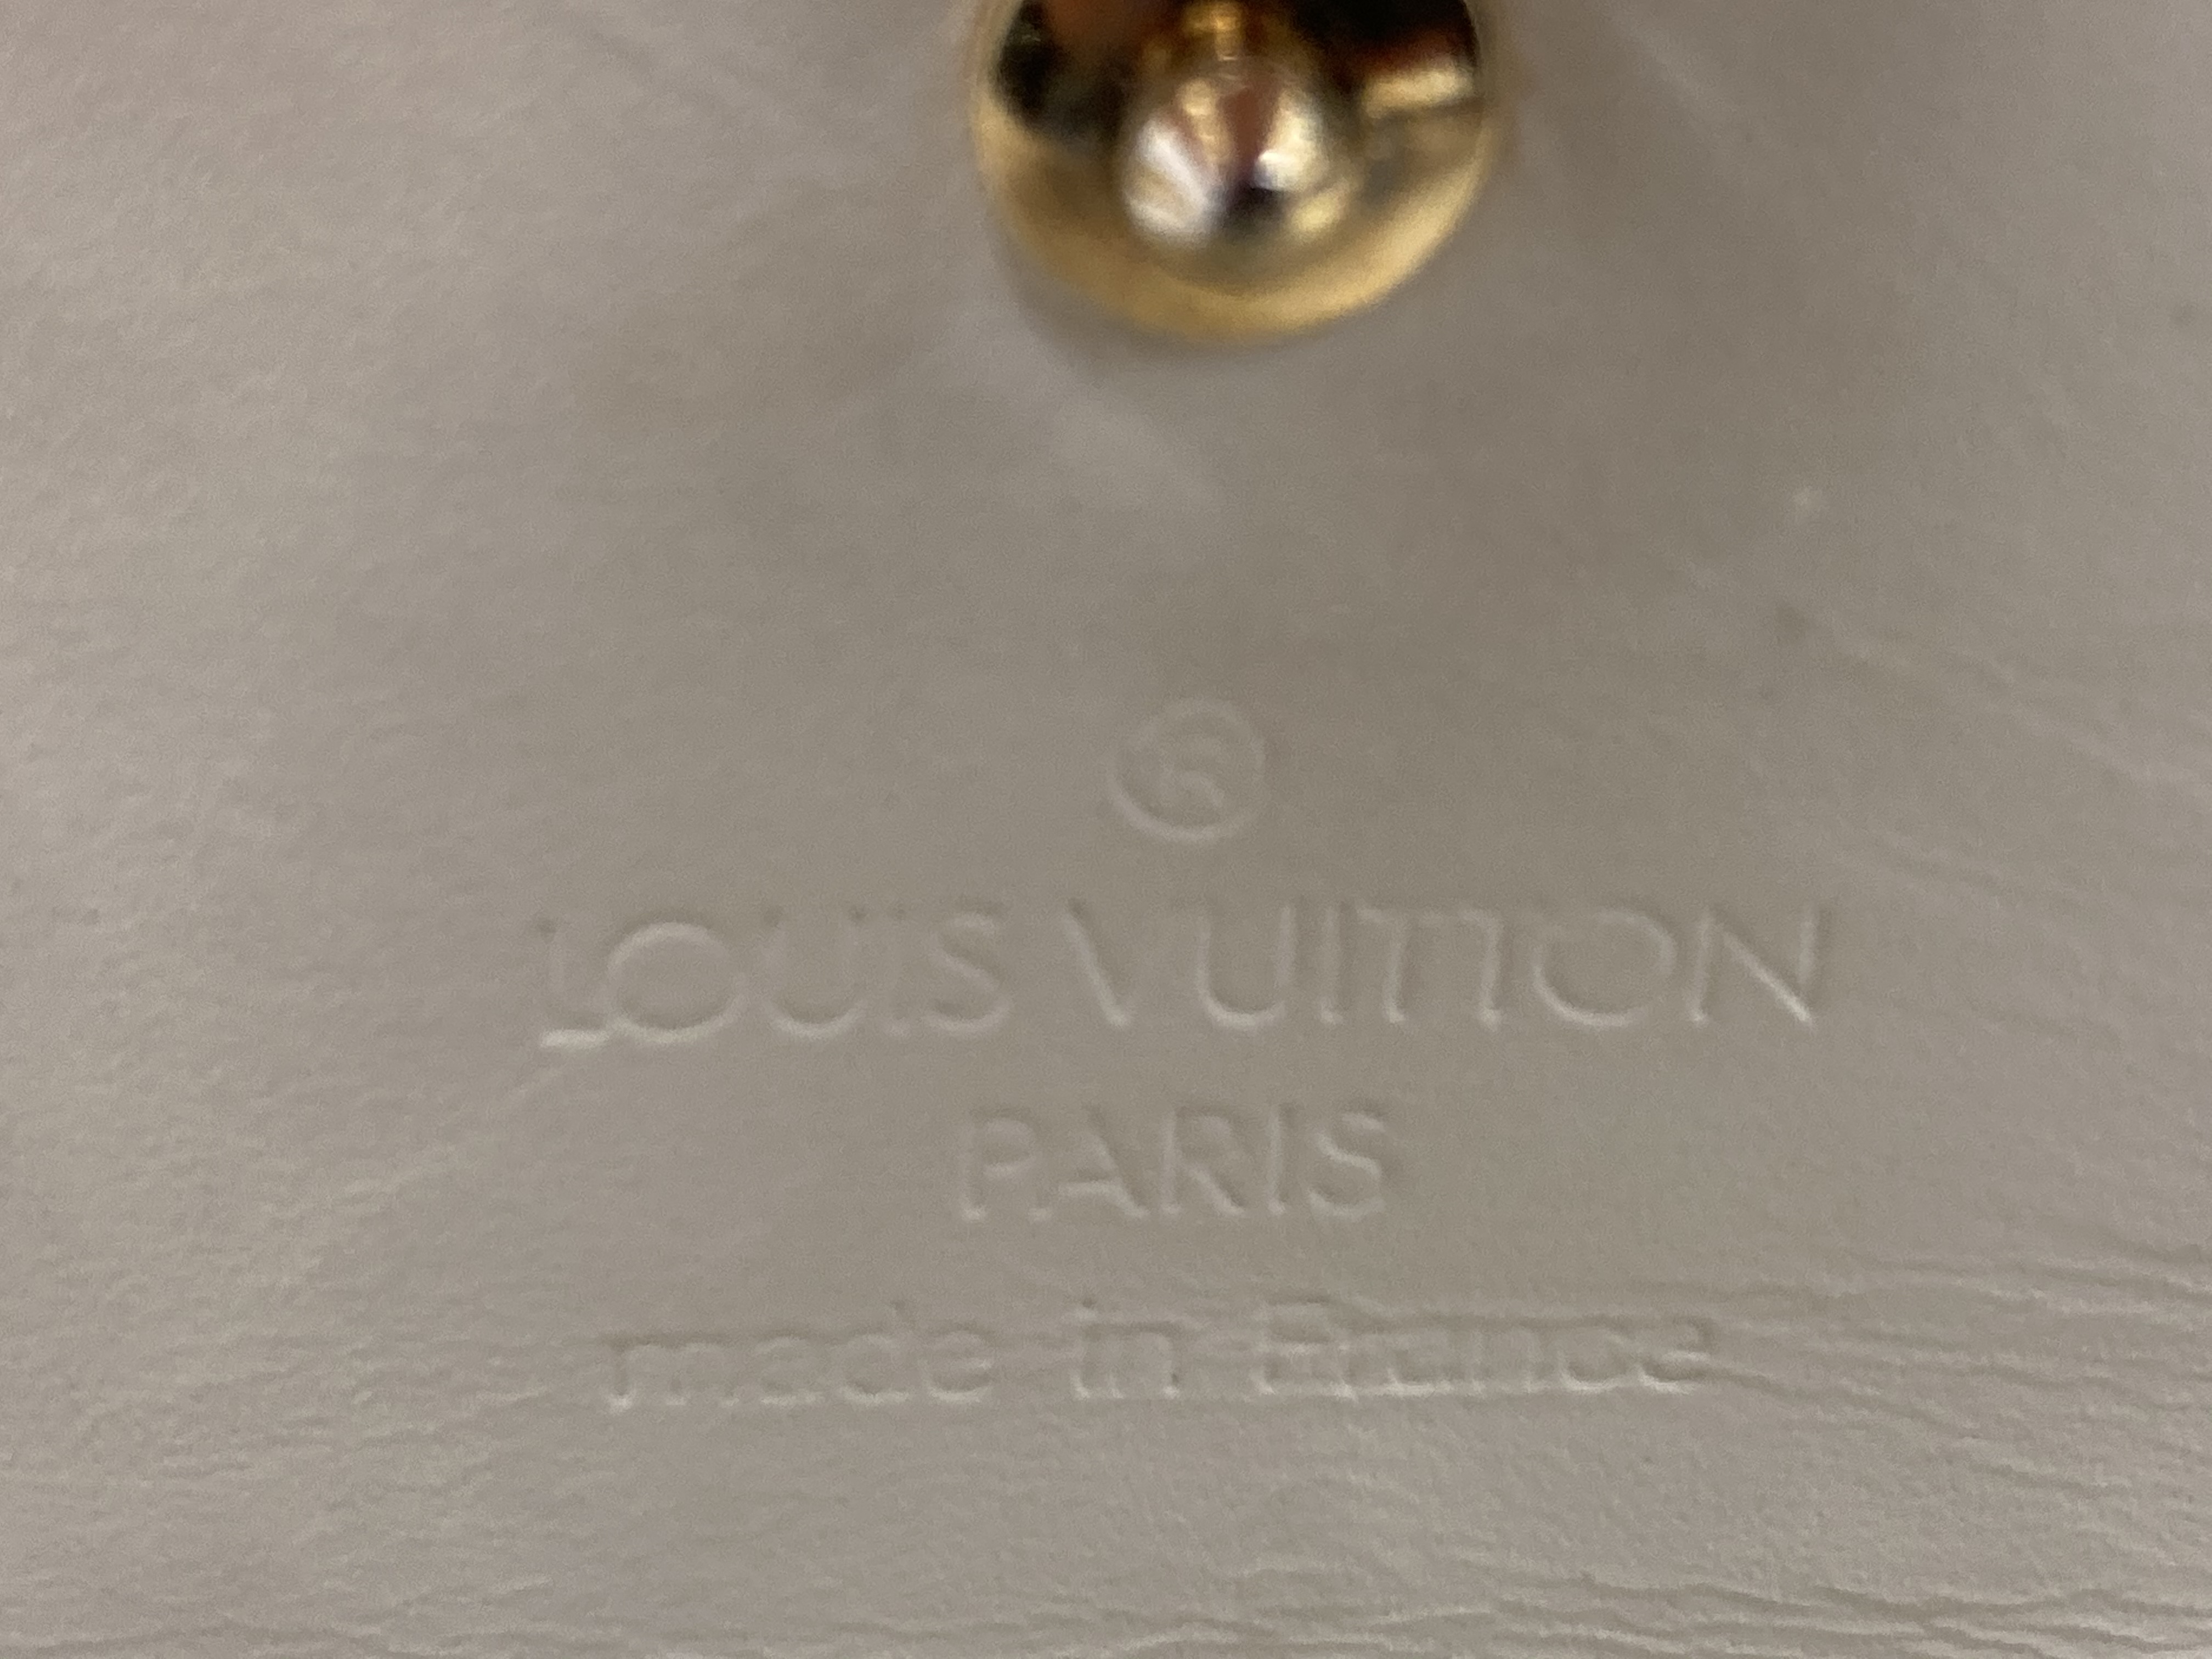 ®
LOUIS VUITTON
PARIS
made in France